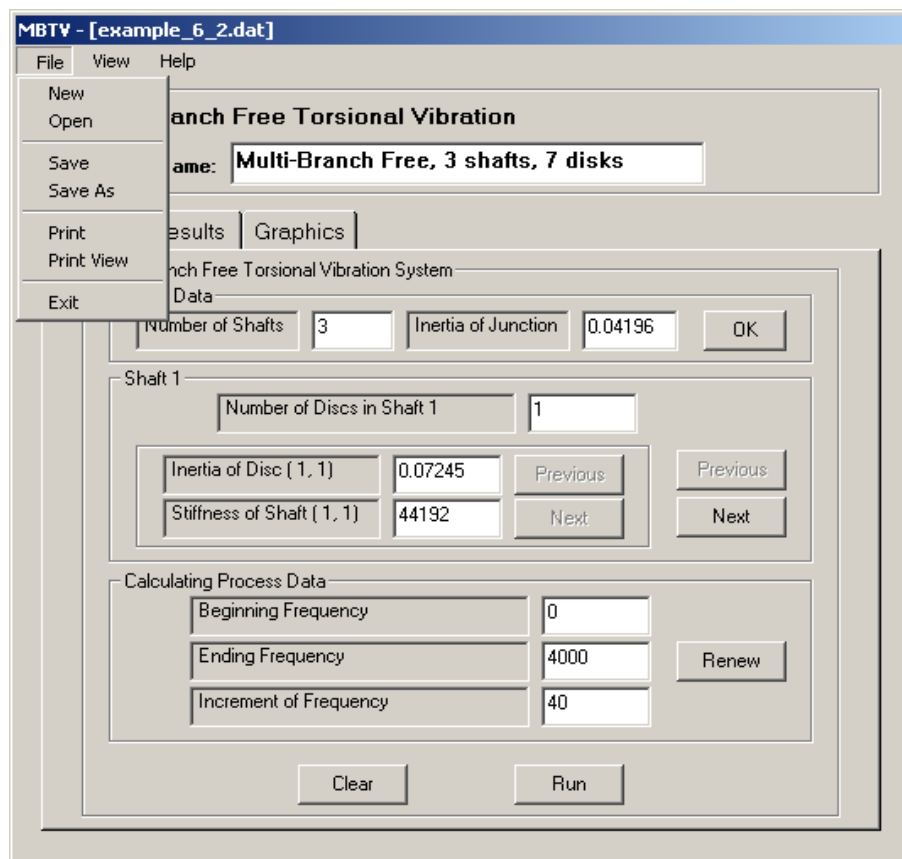 MBTV - [example_6_2.dat]
File View Help
New
Open
Save
Save As
Print
Print View
Exit
anch Free Torsional Vibration
ame: Multi-Branch Free, 3 shafts, 7 disks
esults Graphics
nch Free Torsional Vibration System
Data
Number of Shafts 3 Inertia of Junction 0.04196 OK
Shaft 1
Number of Discs in Shaft 1 1
Inertia of Disc ( 1, 1) 0.07245 Previous Previous
Stiffness of Shaft ( 1, 1) 44192 Next Next
Calculating Process Data
Beginning Frequency 0
Ending Frequency 4000 Renew
Increment of Frequency 40
Clear Run